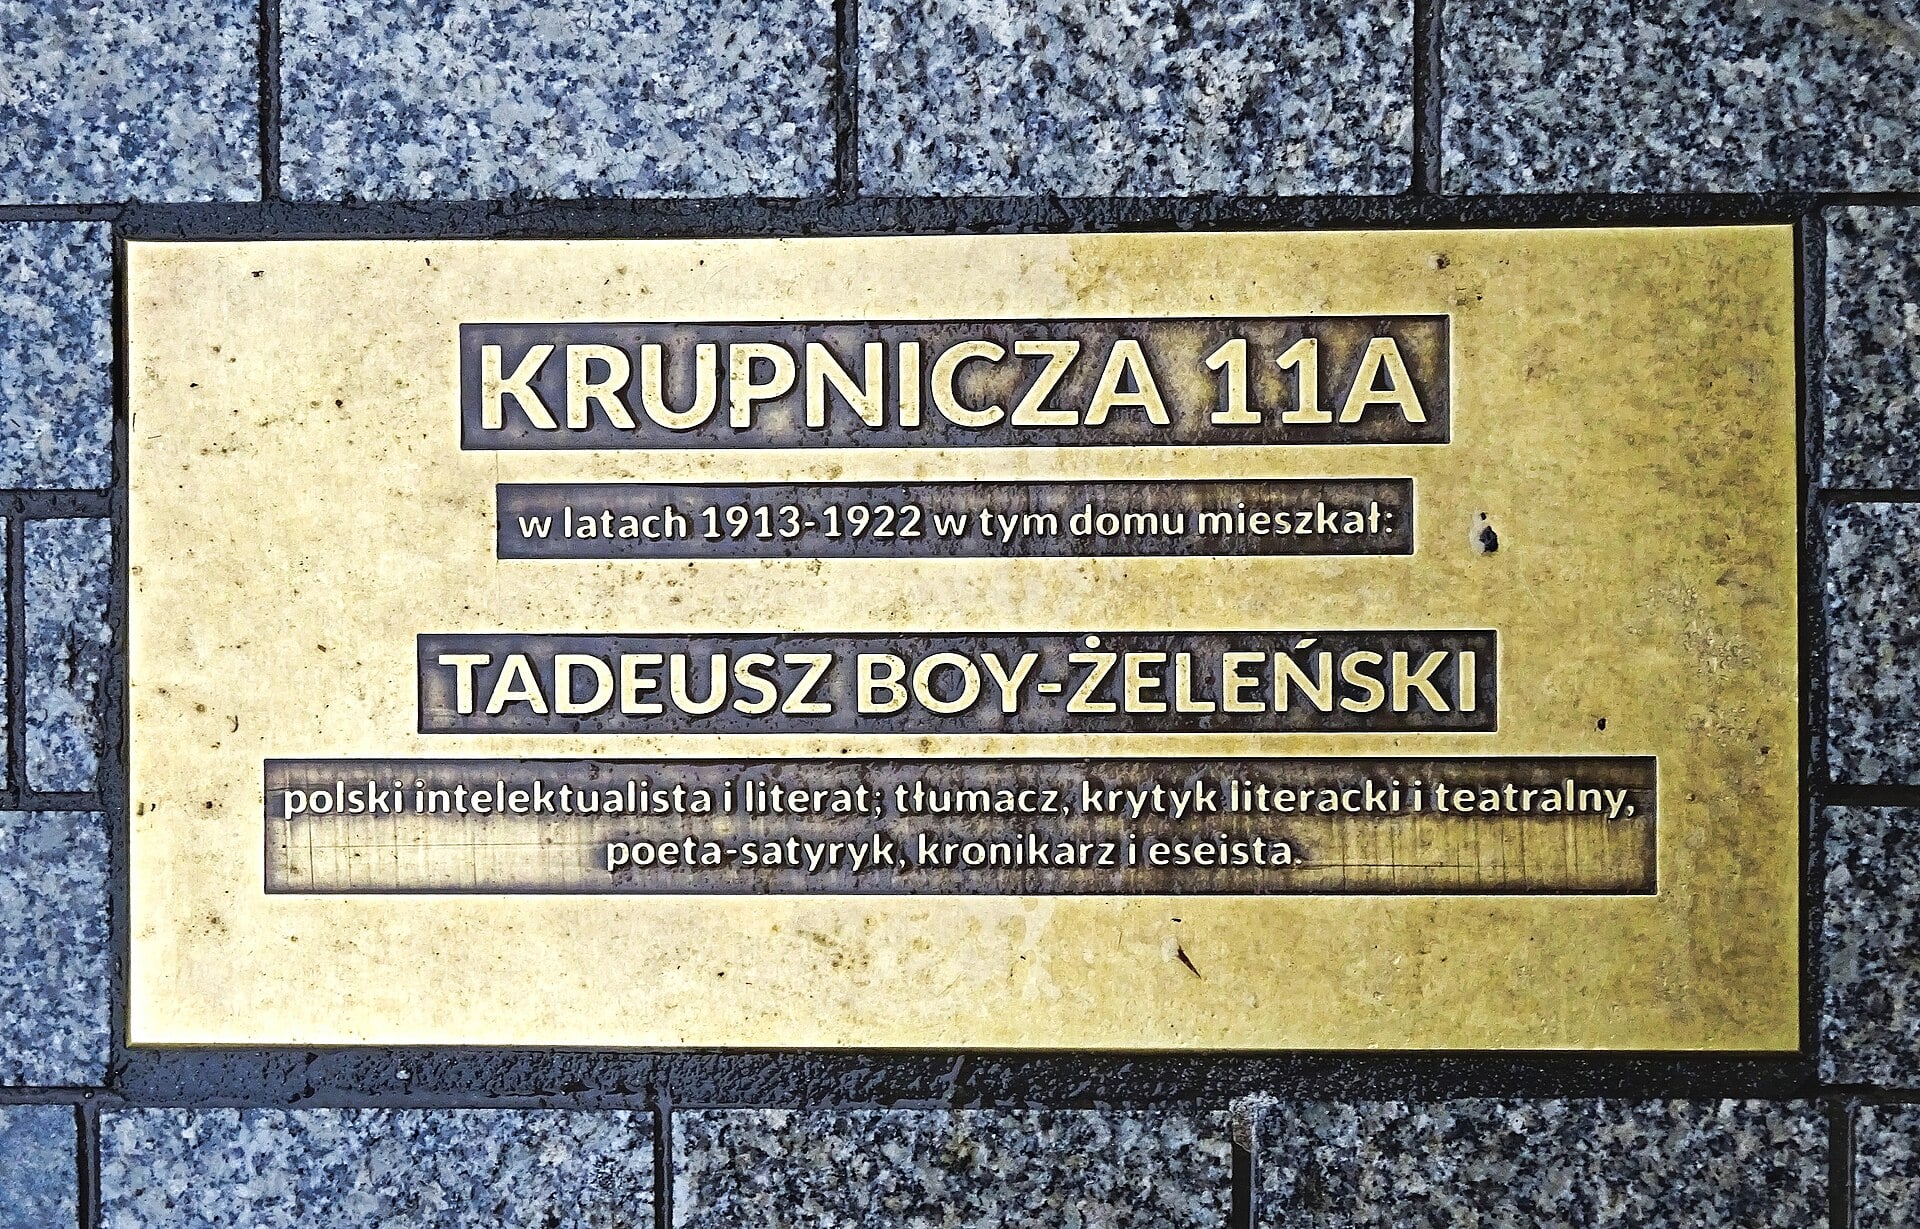 KRUPNICZA 11A
w latach 1913-1922 w tym domu mieszkał:
TADEUSZ BOY-ŻELEŃSKI
polski intelektualista i literat; tłumacz, krytyk literacki i teatralny,
poeta-satyryk, kronikarz i eseista.